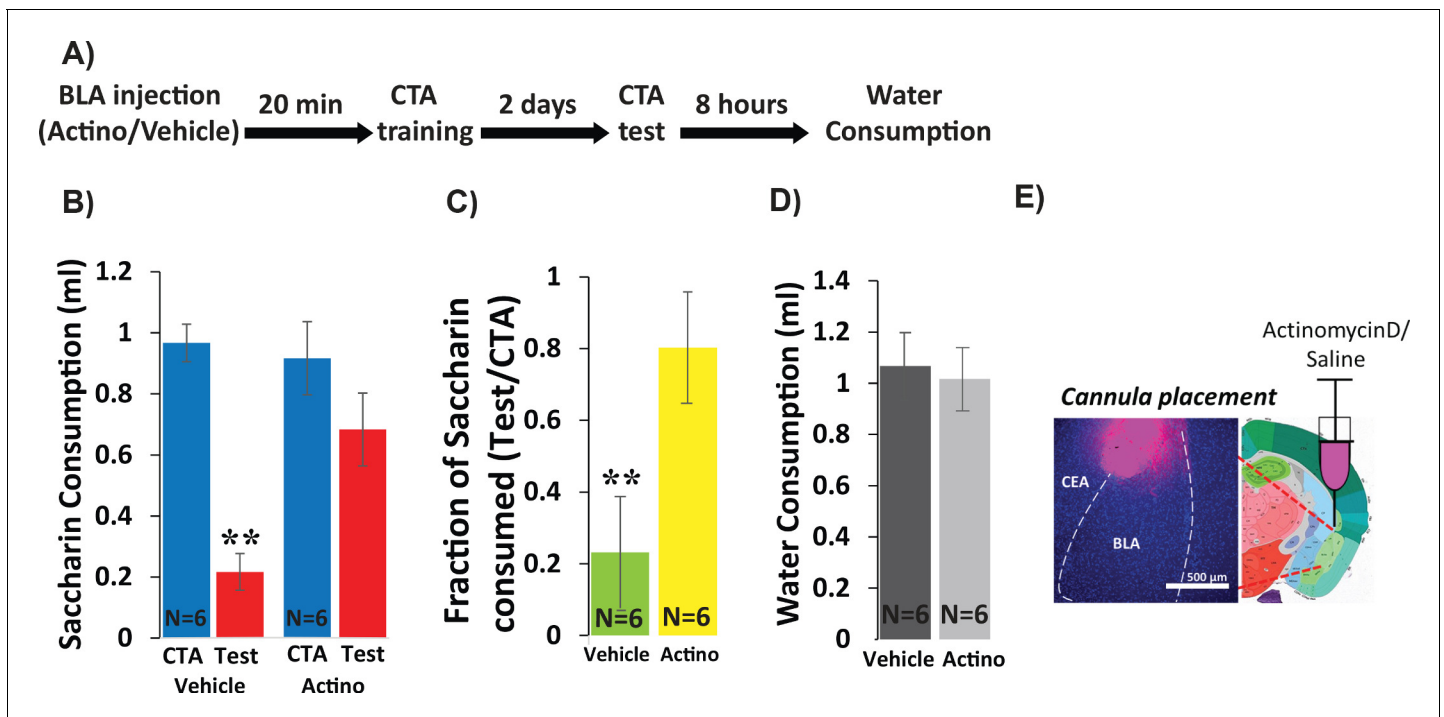 A)
BLA injection
(Actino/Vehicle)
20 min
CTA
training
2 days
CTA
test
8 hours
Water
Consumption
B)
Saccharin Consumption (ml)
1.2
1
0.8
0.6
0.4
0.2
0
**
N=6
N=6
CTA Test CTA Test
Vehicle Actino
C)
Fraction of Saccharin
consumed (Test/CTA)
1
0.8
0.6
0.4
0.2
0
**
N=6 N=6
Vehicle Actino
D)
Water Consumption (ml)
1.4
1.2
1
0.8
0.6
0.4
0.2
0
N=6 N=6
Vehicle Actino
E)
ActinomycinD/
Saline
Cannula placement
CEA
BLA
500 µm